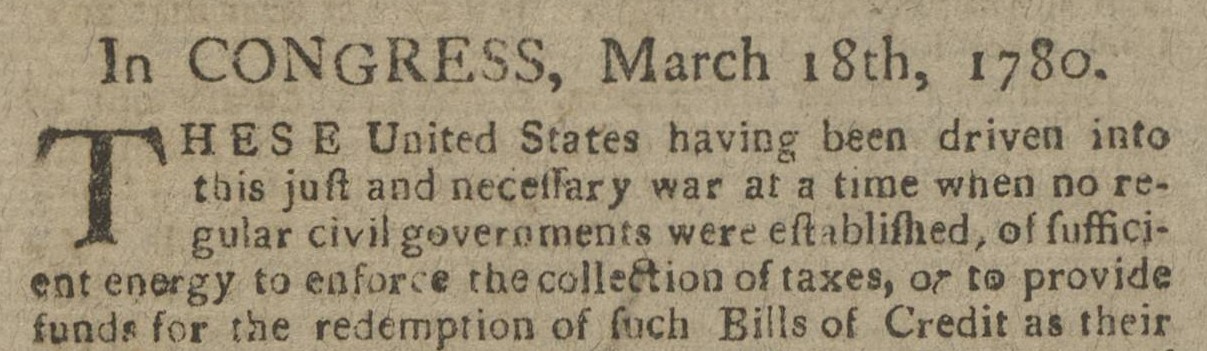 In CONGRESS, March 18th, 1780.
THESE United States having been driven into
this juſt and neceſſary war at a time when no re-
gular civil governments were eſtabliſhed, of ſuffici-
ent energy to enforce the collection of taxes, or to provide
funds for the redemption of ſuch Bills of Credit as their